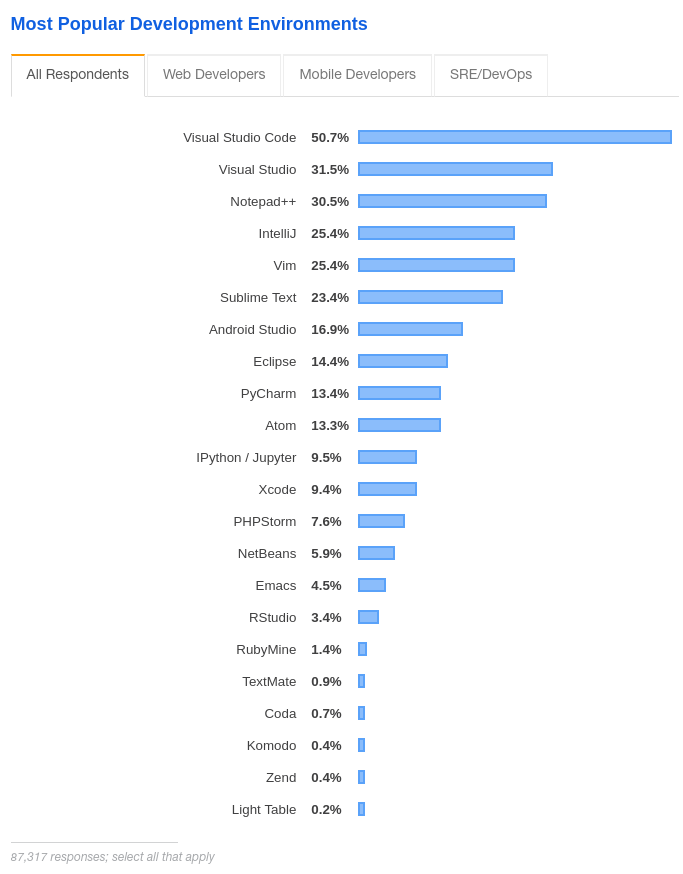 Most Popular Development Environments
All Respondents Web Developers Mobile Developers SRE/DevOps
Visual Studio Code 50.7%
Visual Studio 31.5%
Notepad++ 30.5%
IntelliJ 25.4%
Vim 25.4%
Sublime Text 23.4%
Android Studio 16.9%
Eclipse 14.4%
PyCharm 13.4%
Atom 13.3%
IPython / Jupyter 9.5%
Xcode 9.4%
PHPStorm 7.6%
NetBeans 5.9%
Emacs 4.5%
RStudio 3.4%
RubyMine 1.4%
TextMate 0.9%
Coda 0.7%
Komodo 0.4%
Zend 0.4%
Light Table 0.2%
87,317 responses; select all that apply